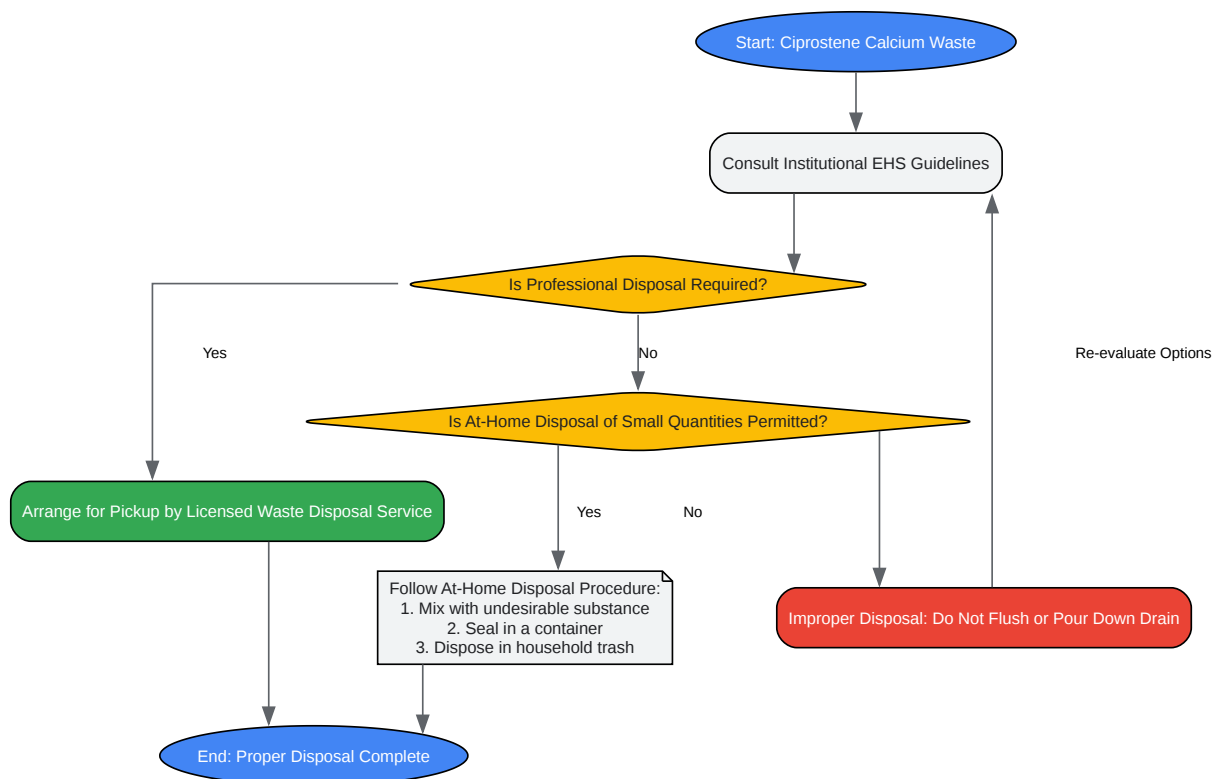 Start: Ciprostene Calcium Waste
Consult Institutional EHS Guidelines
Is Professional Disposal Required?
Yes
No
Re-evaluate Options
Is At-Home Disposal of Small Quantities Permitted?
Arrange for Pickup by Licensed Waste Disposal Service
Yes
No
Follow At-Home Disposal Procedure:
1. Mix with undesirable substance
2. Seal in a container
3. Dispose in household trash
Improper Disposal: Do Not Flush or Pour Down Drain
End: Proper Disposal Complete